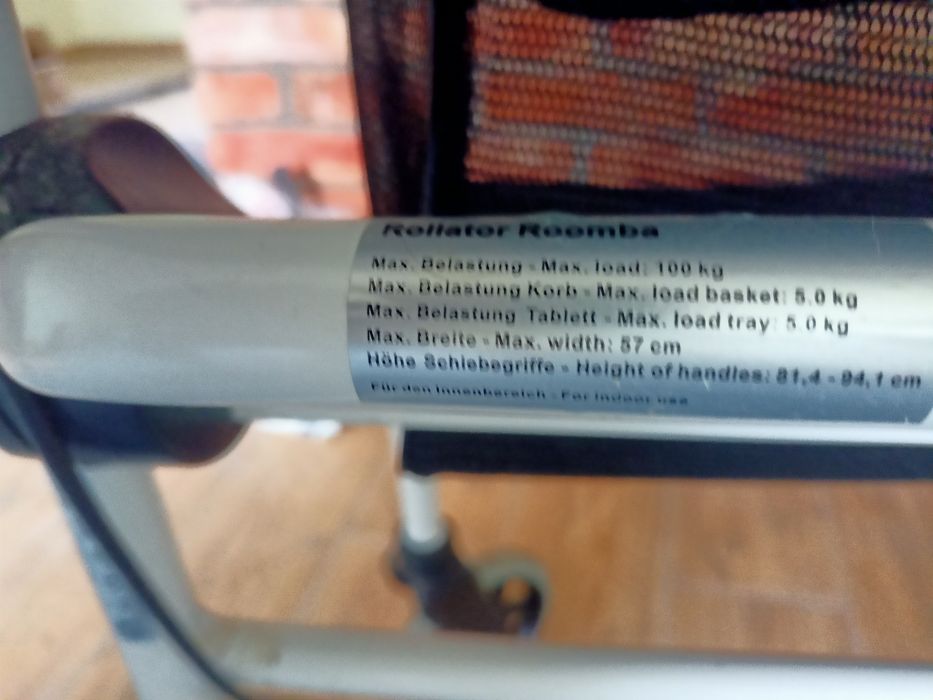 Rollator Roomba
Max. Belastung - Max. load: 100 kg
Max. Belastung Korb - Max. load basket: 5.0 kg
Max. Belastung Tablett - Max. load tray: 5.0 kg
Max. Breite - Max. width: 57 cm
Höhe Schiebegriffe - Height of handles: 81,4 - 94,1 cm
Für den Innenbereich - For indoor use